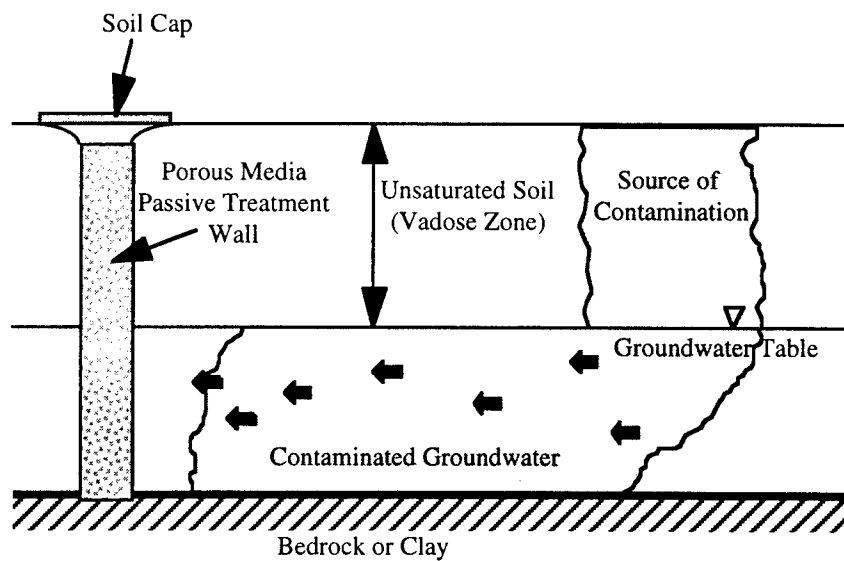 Soil Cap
Porous Media
Passive Treatment
Wall
Unsaturated Soil
(Vadose Zone)
Source of
Contamination
Groundwater Table
Contaminated Groundwater
Bedrock or Clay